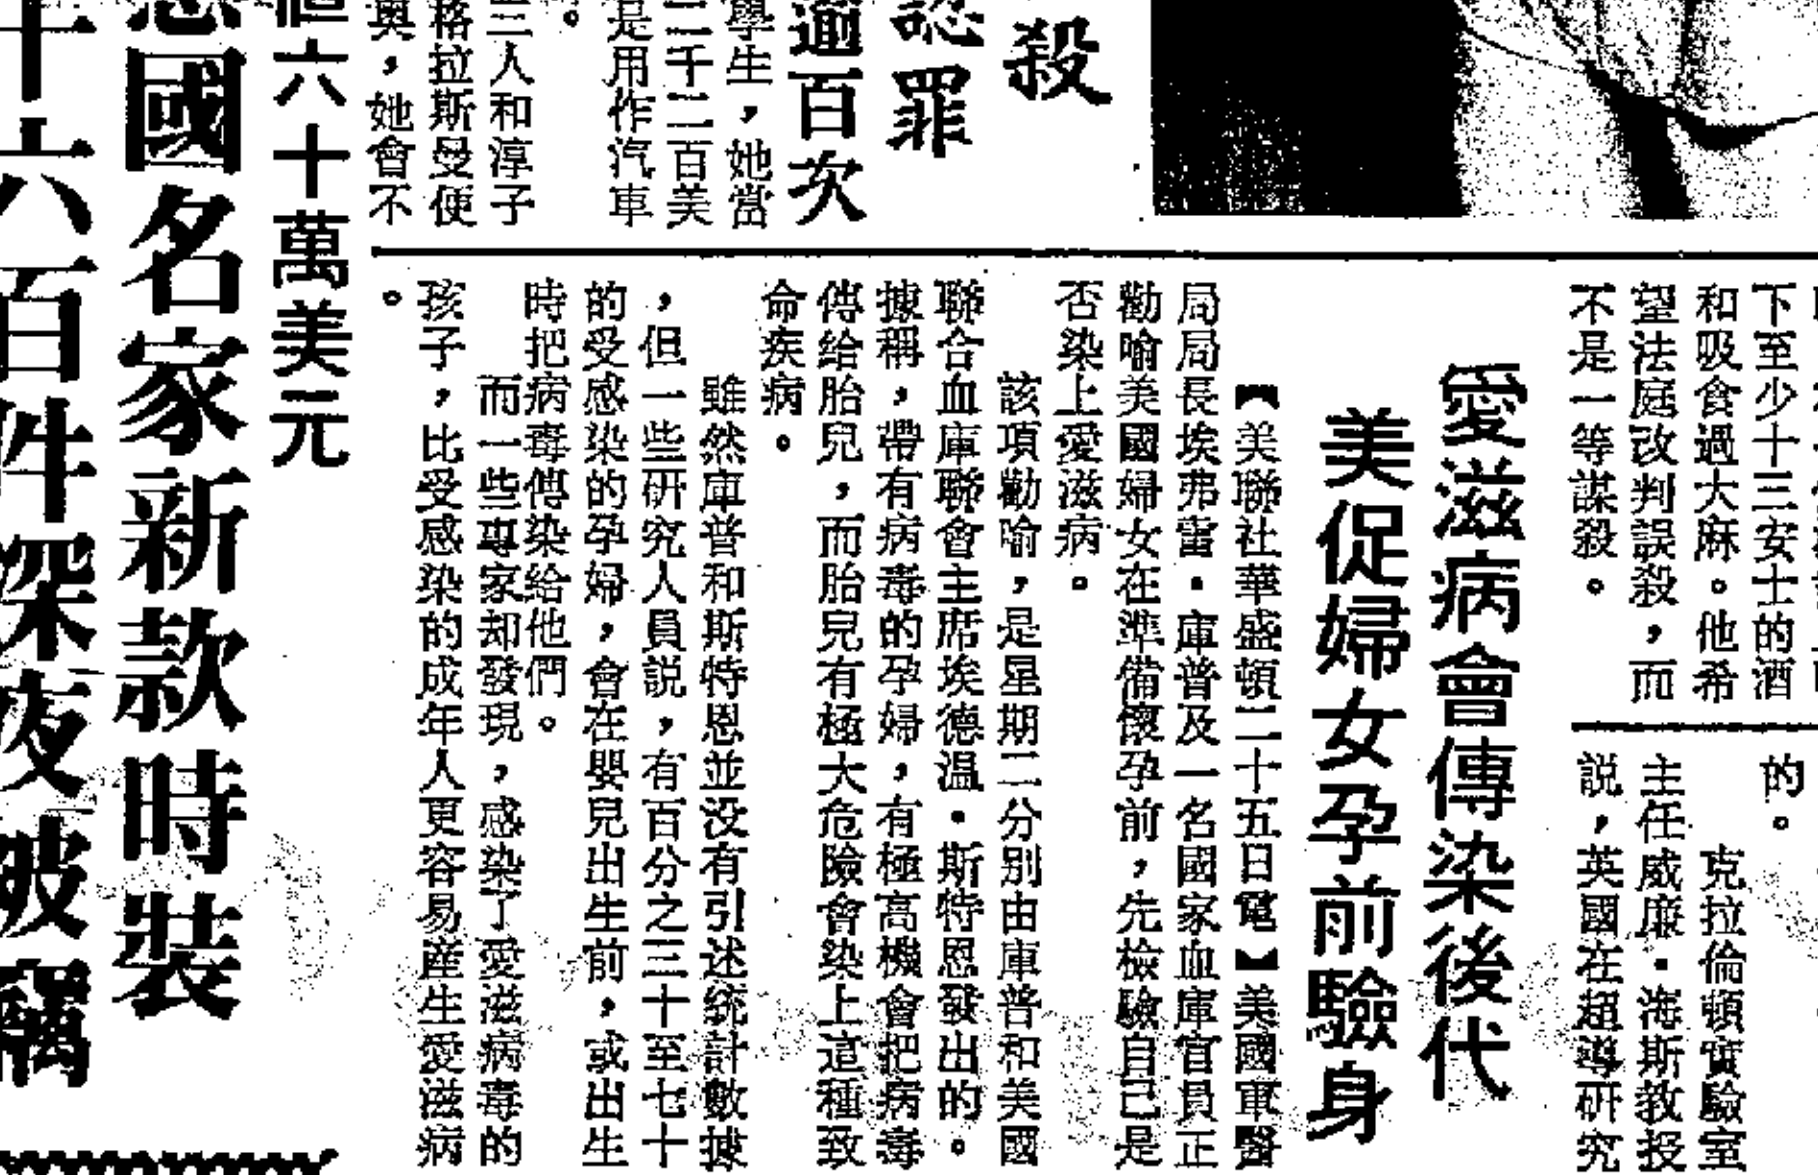 殺
認罪
逾百次
學生，她當
二千二百美
是用作汽車
。
三人和淳子
格拉斯曼便
奧，她會不
下至少十三安士的酒
和吸食過大麻。他希
望法庭改判誤殺，而
不是一等謀殺。
的。
克拉倫頓實驗室
主任威廉・海斯教授
説，英國在超導研究
愛滋病會傳染後代
美促婦女孕前驗身
【美聯社華盛頓二十五日電】美國軍醫
局局長埃弗雷・庫普及一名國家血庫官員正
勸喻美國婦女在準備懷孕前，先檢驗自己是
否染上愛滋病。
該項勸喻，是星期二分別由庫普和美國
聯合血庫聯會主席埃德温・斯特恩發出的。
據稱，帶有病毒的孕婦，有極高機會把病毒
傳給胎兒，而胎兒有極大危險會染上這種致
命疾病。
雖然庫普和斯特恩並没有引述統計數據
，但一些研究人員説，有百分之三十至七十
的受感染的孕婦，會在嬰兒出生前，或出生
時把病毒傳染給他們。
而一些專家却發現，感染了愛滋病毒的
孩子，比受感染的成年人更容易産生愛滋病
。
值六十萬美元
國名家新款時裝
十六百件深夜被竊